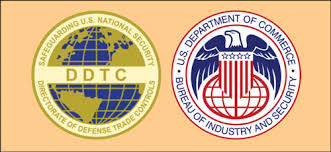 SAFEGUARDING U.S. NATIONAL SECURITY
DDTC
DIRECTORATE OF DEFENSE TRADE CONTROLS
U.S. DEPARTMENT OF COMMERCE
BUREAU OF INDUSTRY AND SECURITY